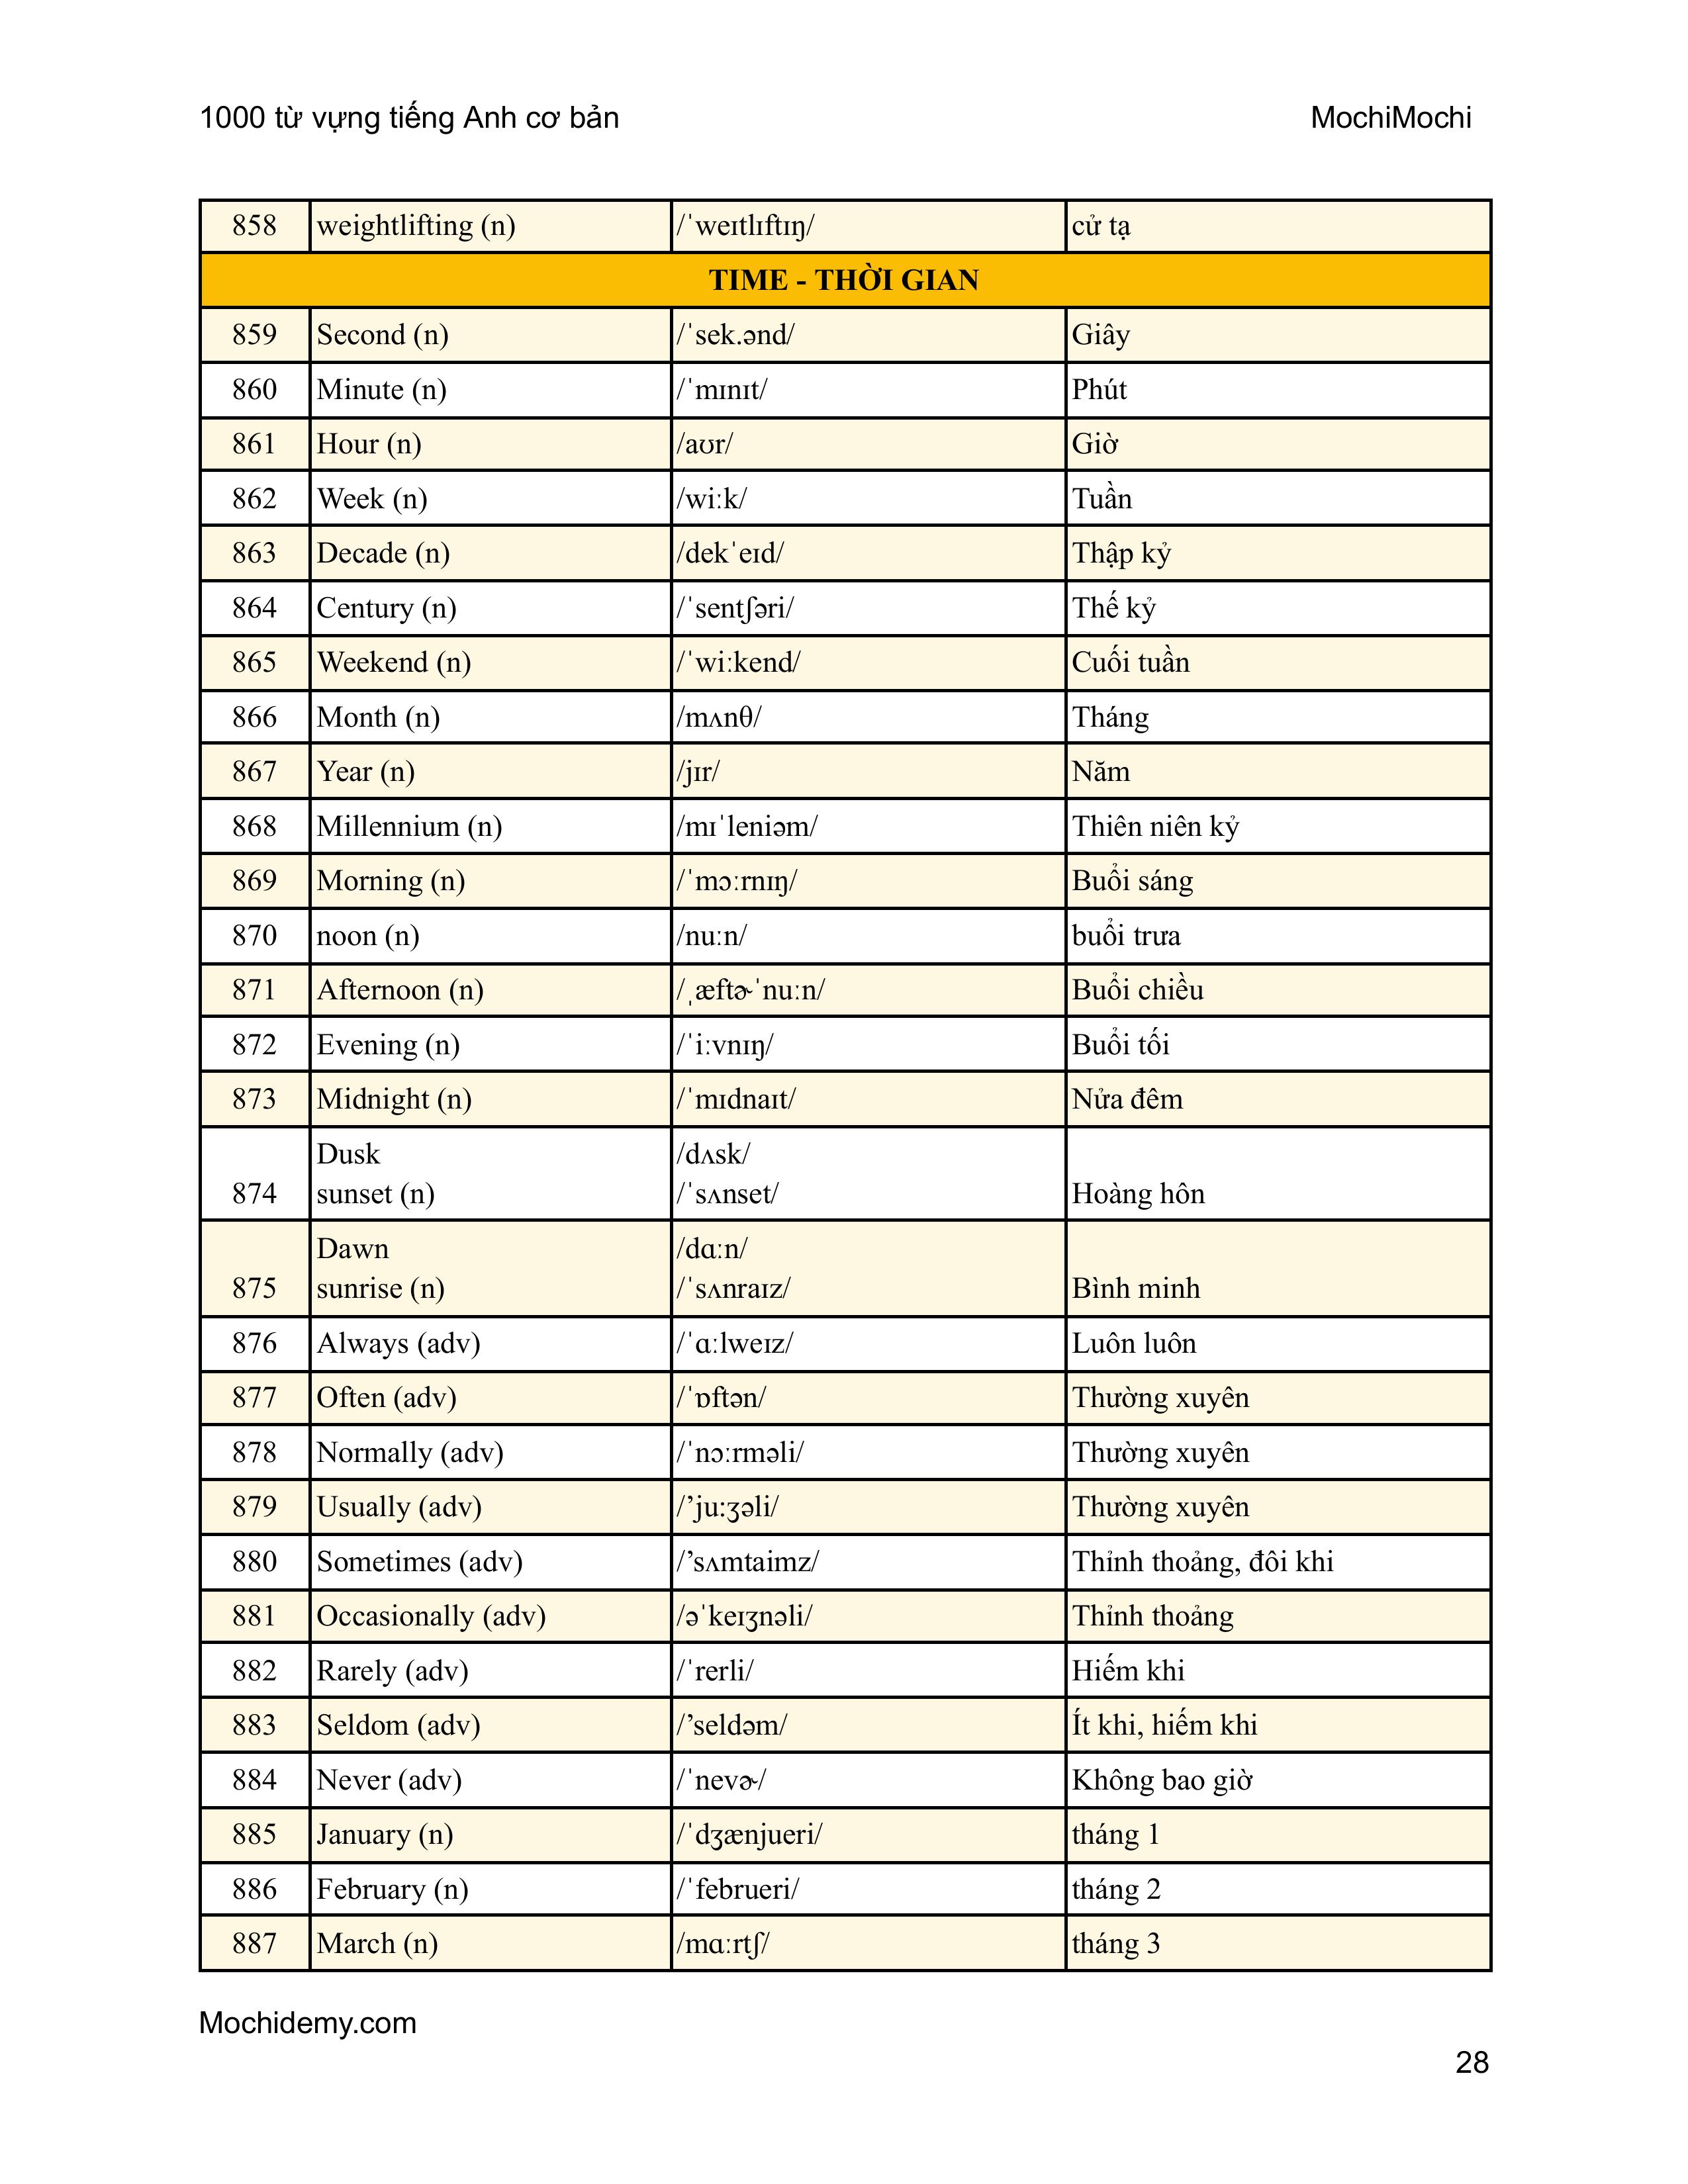 1000 từ vựng tiếng Anh cơ bản MochiMochi
858 weightlifting (n) /ˈweɪtlɪftɪŋ/ cử tạ
TIME - THỜI GIAN
859 Second (n) /ˈsek.ənd/ Giây
860 Minute (n) /ˈmɪnɪt/ Phút
861 Hour (n) /aʊr/ Giờ
862 Week (n) /wiːk/ Tuần
863 Decade (n) /dekˈeɪd/ Thập kỷ
864 Century (n) /ˈsentʃəri/ Thế kỷ
865 Weekend (n) /ˈwiːkend/ Cuối tuần
866 Month (n) /mʌnθ/ Tháng
867 Year (n) /jɪr/ Năm
868 Millennium (n) /mɪˈleniəm/ Thiên niên kỷ
869 Morning (n) /ˈmɔːrnɪŋ/ Buổi sáng
870 noon (n) /nuːn/ buổi trưa
871 Afternoon (n) /ˌæftɚˈnuːn/ Buổi chiều
872 Evening (n) /ˈiːvnɪŋ/ Buổi tối
873 Midnight (n) /ˈmɪdnaɪt/ Nửa đêm
Dusk /dʌsk/
874 sunset (n) /ˈsʌnset/ Hoàng hôn
Dawn /dɑːn/
875 sunrise (n) /ˈsʌnraɪz/ Bình minh
876 Always (adv) /ˈɑːlweɪz/ Luôn luôn
877 Often (adv) /ˈɒftən/ Thường xuyên
878 Normally (adv) /ˈnɔːrməli/ Thường xuyên
879 Usually (adv) /’ju:ʒəli/ Thường xuyên
880 Sometimes (adv) /’sʌmtaimz/ Thỉnh thoảng, đôi khi
881 Occasionally (adv) /əˈkeɪʒnəli/ Thỉnh thoảng
882 Rarely (adv) /ˈrerli/ Hiếm khi
883 Seldom (adv) /’seldəm/ Ít khi, hiếm khi
884 Never (adv) /ˈnevɚ/ Không bao giờ
885 January (n) /ˈdʒænjueri/ tháng 1
886 February (n) /ˈfebrueri/ tháng 2
887 March (n) /mɑːrtʃ/ tháng 3
Mochidemy.com
28